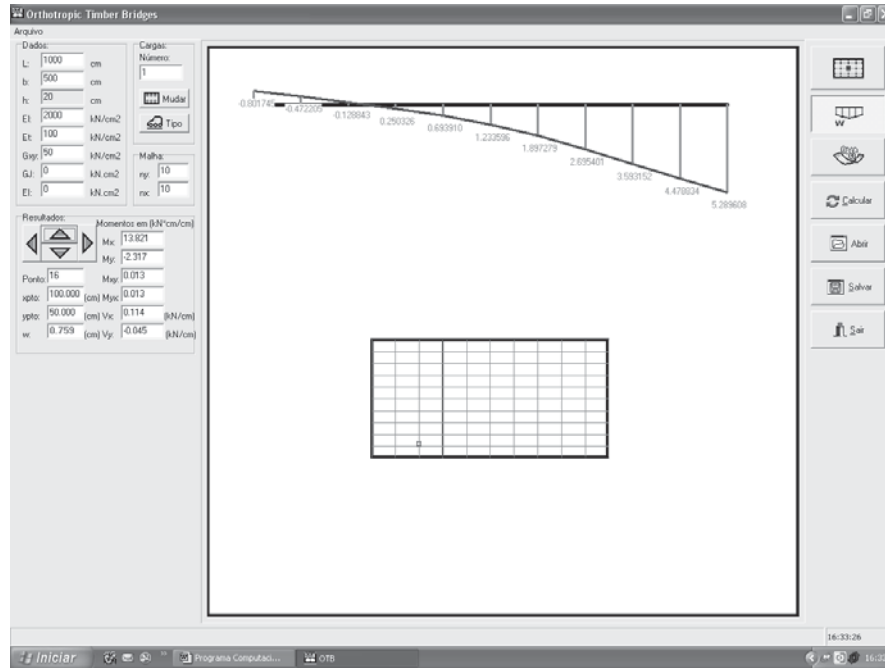 Orthotropic Timber Bridges
Arquivo
Dados:
L: 1000 cm
b: 500 cm
h: 20 cm
El: 2000 kN/cm2
Et: 100 kN/cm2
Gxy: 50 kN/cm2
GJ: 0 kN.cm2
EI: 0 kN.cm2
Cargas:
Número:
1
Mudar
Tipo
Malha:
ny: 10
nx: 10
Resultados:
Momentos em (kN*cm/cm)
Mx: 13.821
My: -2.317
Ponto: 16 Mxy: 0.013
xpto: 100.000 (cm) Myx: 0.013
ypto: 50.000 (cm) Vx: 0.114 (kN/cm)
w: 0.759 (cm) Vy: -0.045 (kN/cm)
-0.801745
-0.472205
-0.128843
0.250326
0.693910
1.233596
1.897279
2.695401
3.593152
4.478834
5.289608
W
Calcular
Abrir
Salvar
Sair
16:33:26
Iniciar
Programa Computaci...
OTB